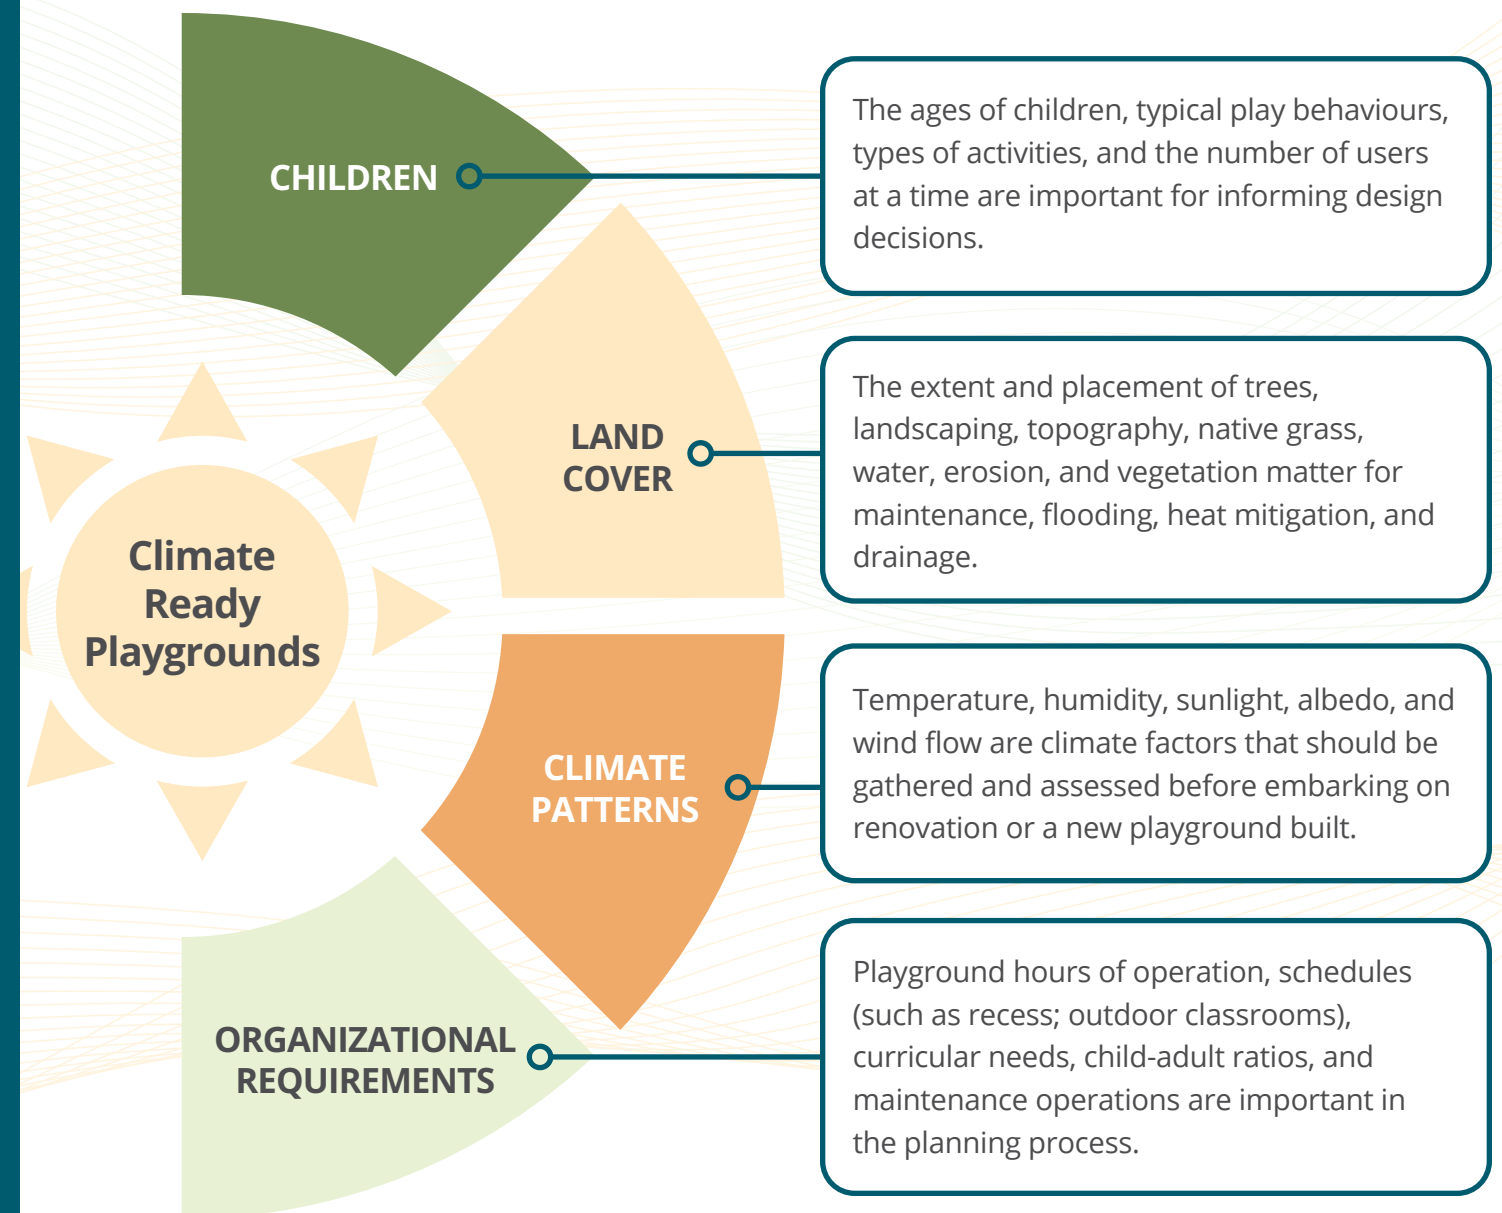 CHILDREN
The ages of children, typical play behaviours,
types of activities, and the number of users
at a time are important for informing design
decisions.
LAND
COVER
The extent and placement of trees,
landscaping, topography, native grass,
water, erosion, and vegetation matter for
maintenance, flooding, heat mitigation, and
drainage.
Climate
Ready
Playgrounds
CLIMATE
PATTERNS
Temperature, humidity, sunlight, albedo, and
wind flow are climate factors that should be
gathered and assessed before embarking on
renovation or a new playground built.
ORGANIZATIONAL
REQUIREMENTS
Playground hours of operation, schedules
(such as recess; outdoor classrooms),
curricular needs, child-adult ratios, and
maintenance operations are important in
the planning process.